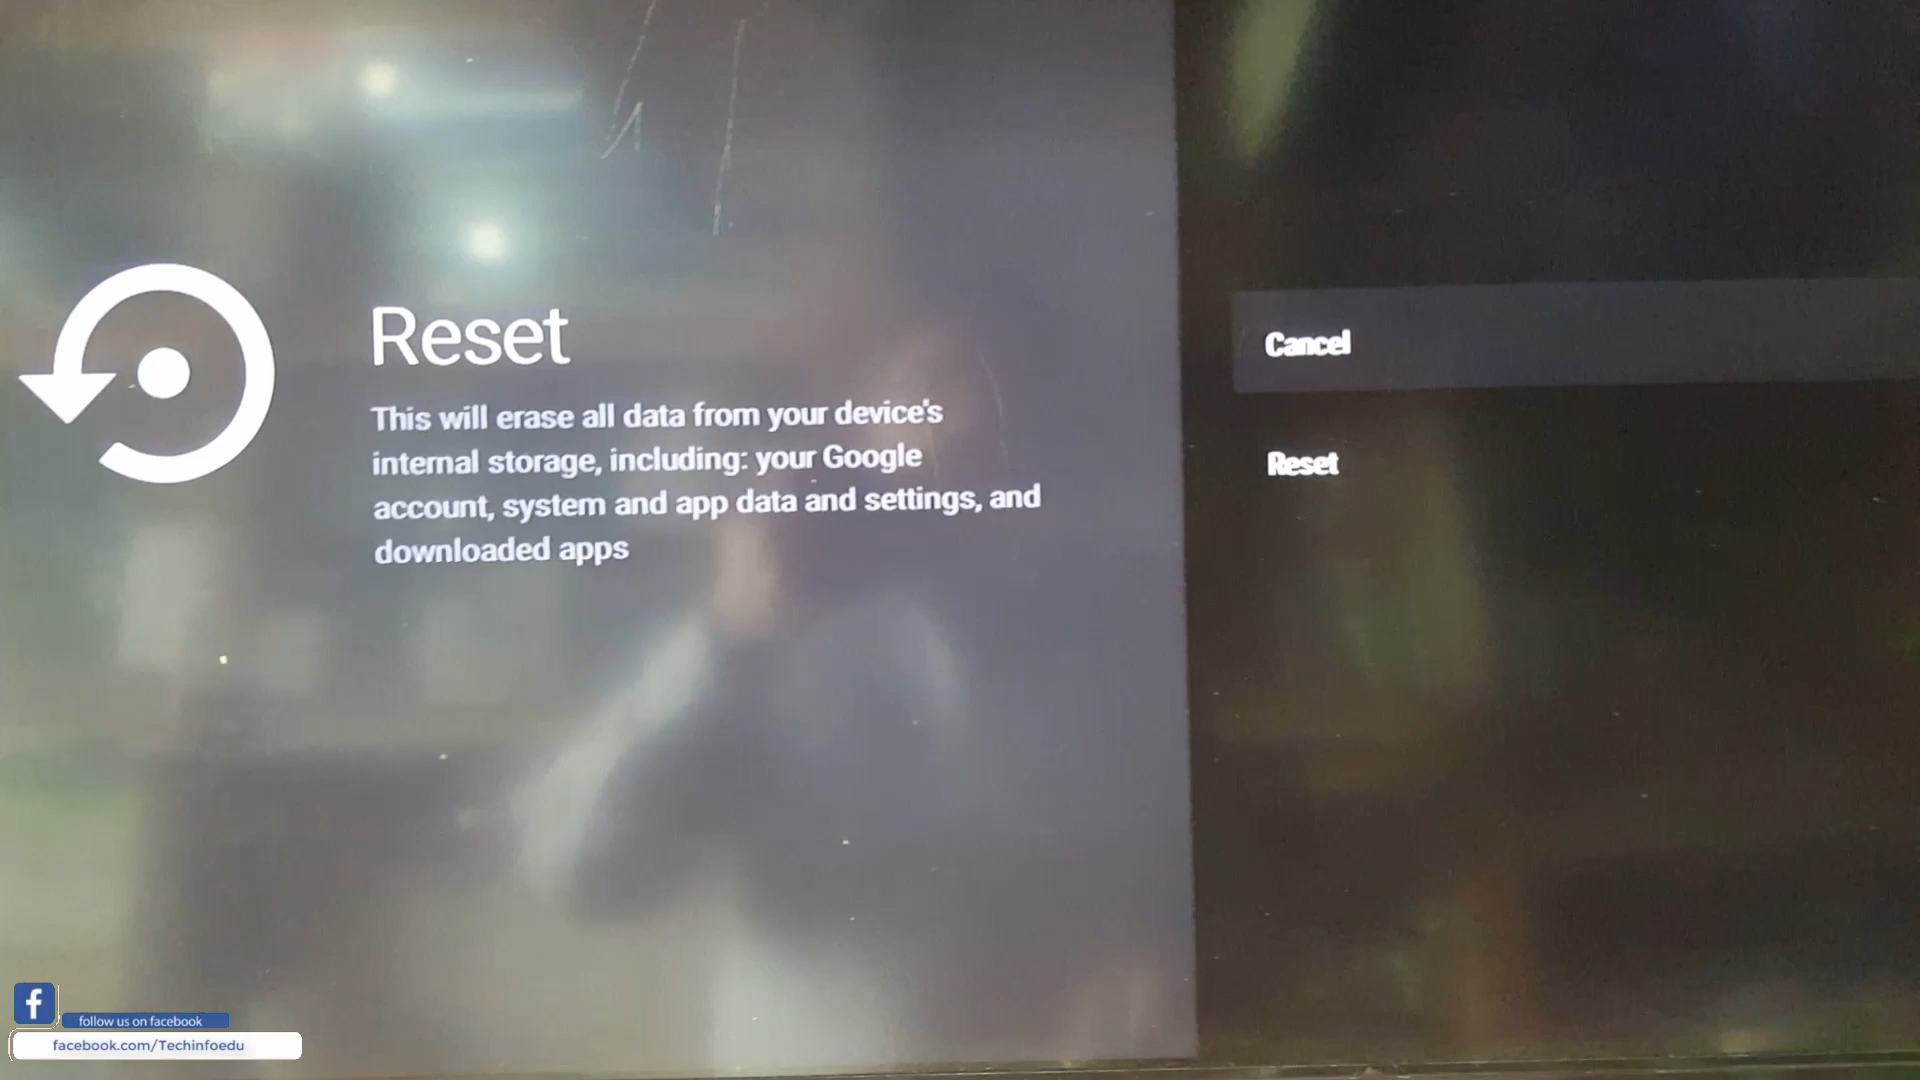 Reset
This will erase all data from your device's
internal storage, including: your Google
account, system and app data and settings, and
downloaded apps
Cancel
Reset
f
follow us on facebook
facebook.com/Techinfoedu